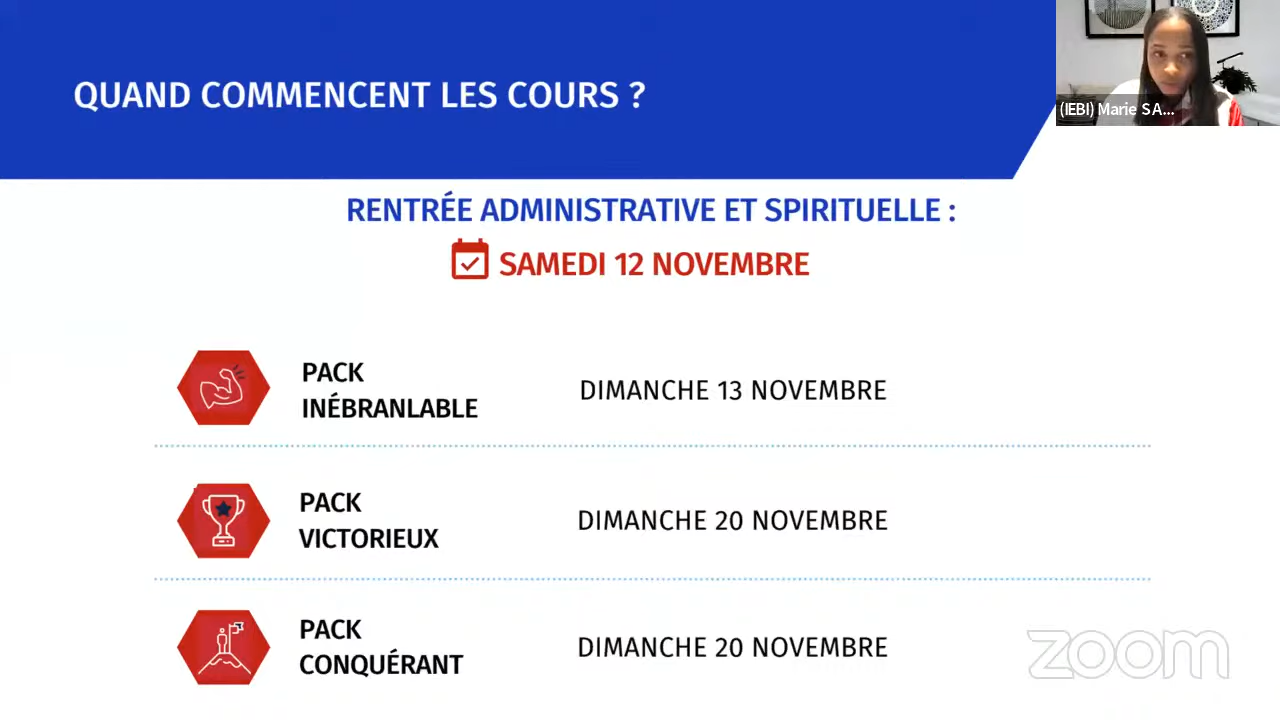 QUAND COMMENCENT LES COURS ?
(IEBI) Marie SA...
RENTRÉE ADMINISTRATIVE ET SPIRITUELLE :
SAMEDI 12 NOVEMBRE
PACK
INÉBRANLABLE
DIMANCHE 13 NOVEMBRE
PACK
VICTORIEUX
DIMANCHE 20 NOVEMBRE
PACK
CONQUÉRANT
DIMANCHE 20 NOVEMBRE
zoom